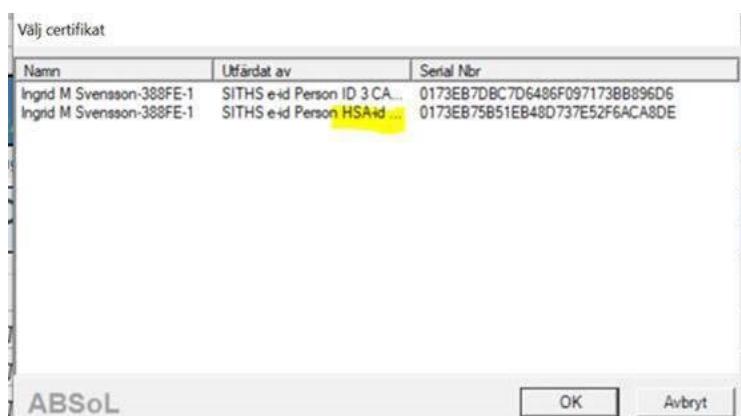 Välj certifikat
Namn Utfärdat av Serial Nbr
Ingrid M Svensson-388FE-1 SITHS e-id Person ID 3 CA... 0173EB7DBC7D6486F097173BB896D6
Ingrid M Svensson-388FE-1 SITHS e-id Person HSA-id ... 0173EB75B51EB48D737E52F6ACA8DE
ABSoL OK Avbryt